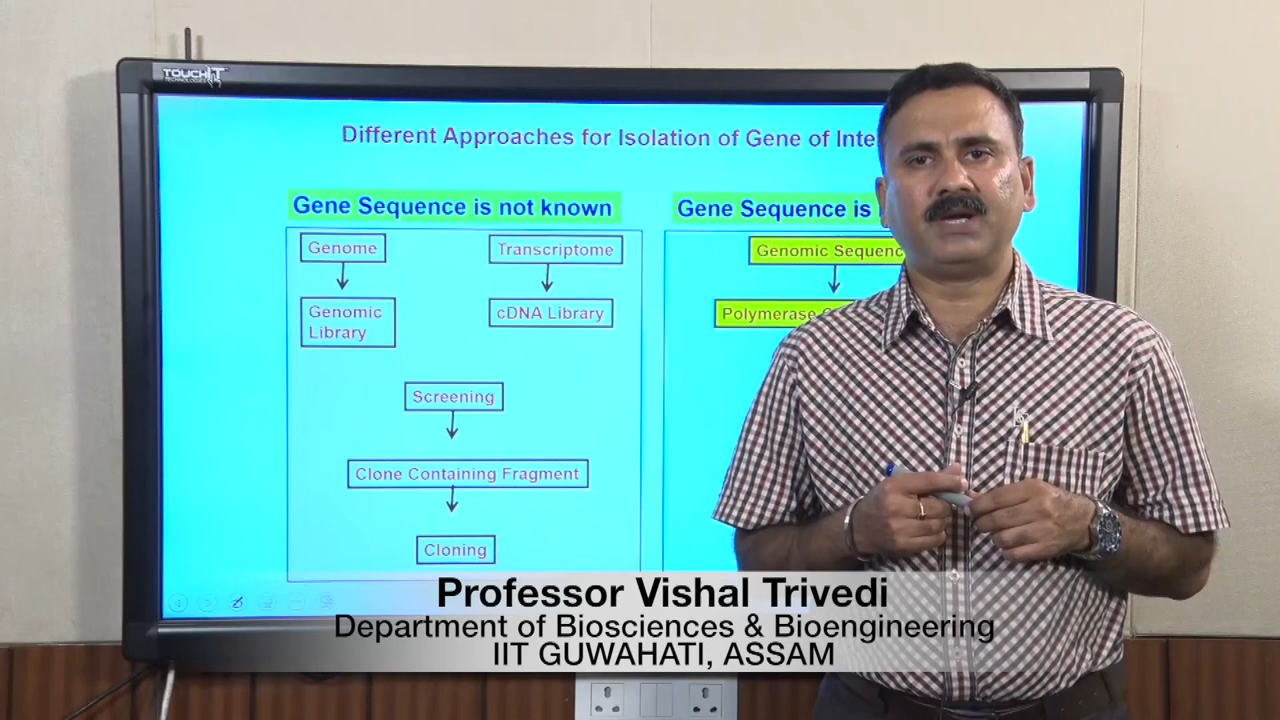 TOUCHIT
TECHNOLOGIES
Different Approaches for Isolation of Gene of Inte
Gene Sequence is not known
Gene Sequence is
Genome
Transcriptome
Genomic Sequenc
Genomic
Library
cDNA Library
Polymerase
Screening
Clone Containing Fragment
Cloning
Professor Vishal Trivedi
Department of Biosciences & Bioengineering
IIT GUWAHATI, ASSAM